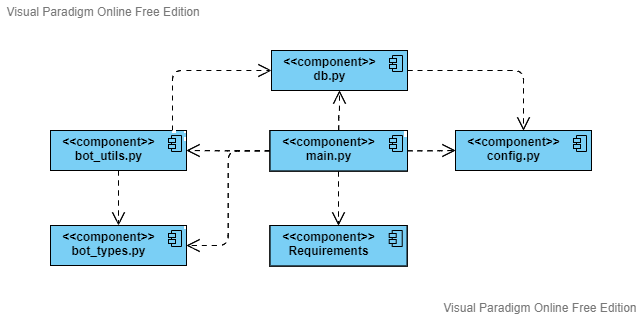 Visual Paradigm Online Free Edition
<<component>>
db.py
<<component>>
bot_utils.py
<<component>>
main.py
<<component>>
config.py
<<component>>
bot_types.py
<<component>>
Requirements
Visual Paradigm Online Free Edition